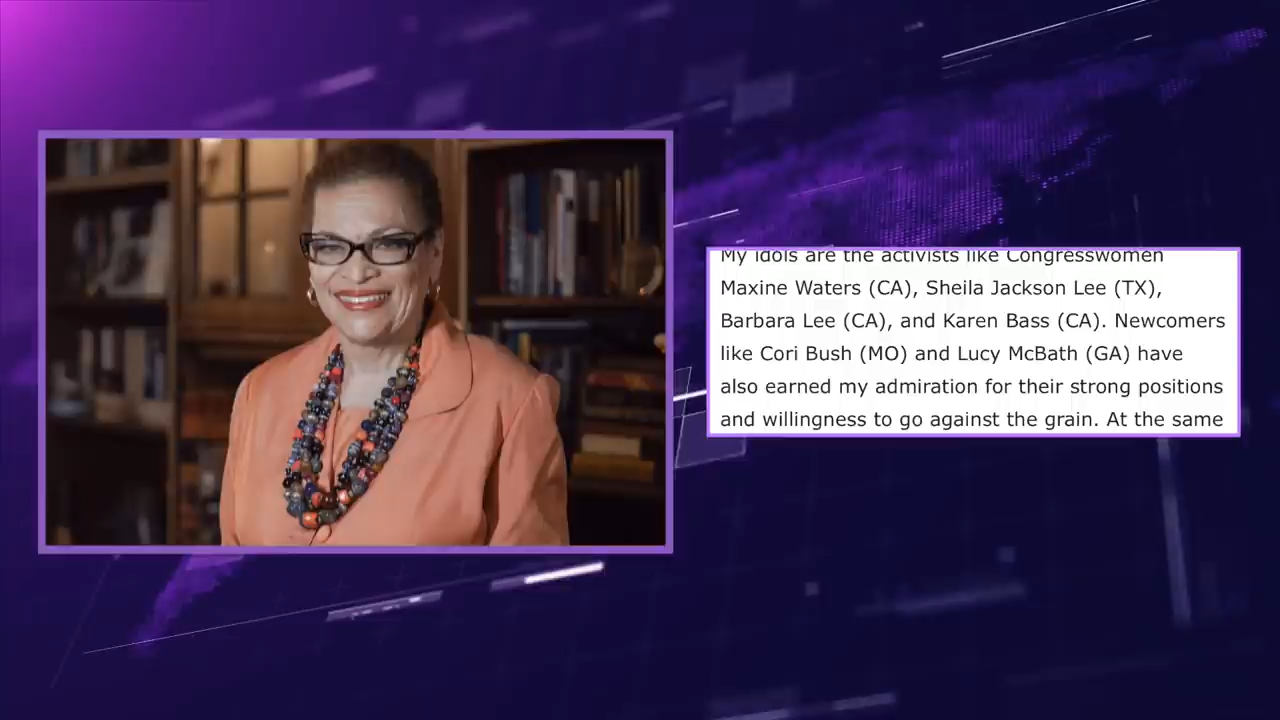 My idols are the activists like Congresswomen
Maxine Waters (CA), Sheila Jackson Lee (TX),
Barbara Lee (CA), and Karen Bass (CA). Newcomers
like Cori Bush (MO) and Lucy McBath (GA) have
also earned my admiration for their strong positions
and willingness to go against the grain. At the same